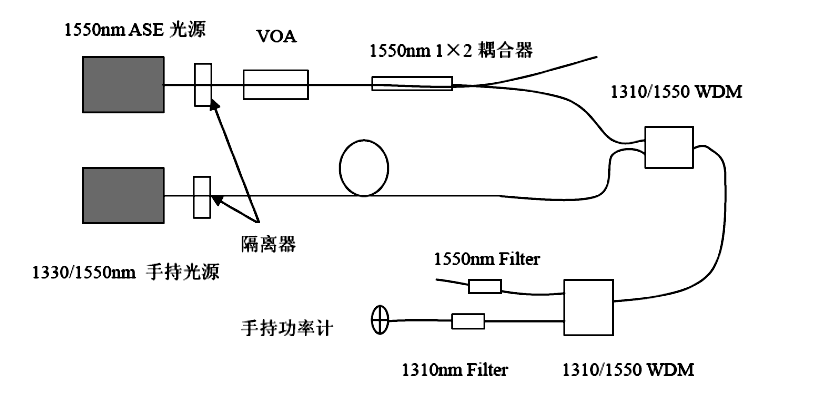 1550nm ASE 光源
VOA
1550nm 1×2 耦合器
1310/1550 WDM
隔离器
1330/1550nm 手持光源
1550nm Filter
手持功率计
1310nm Filter
1310/1550 WDM